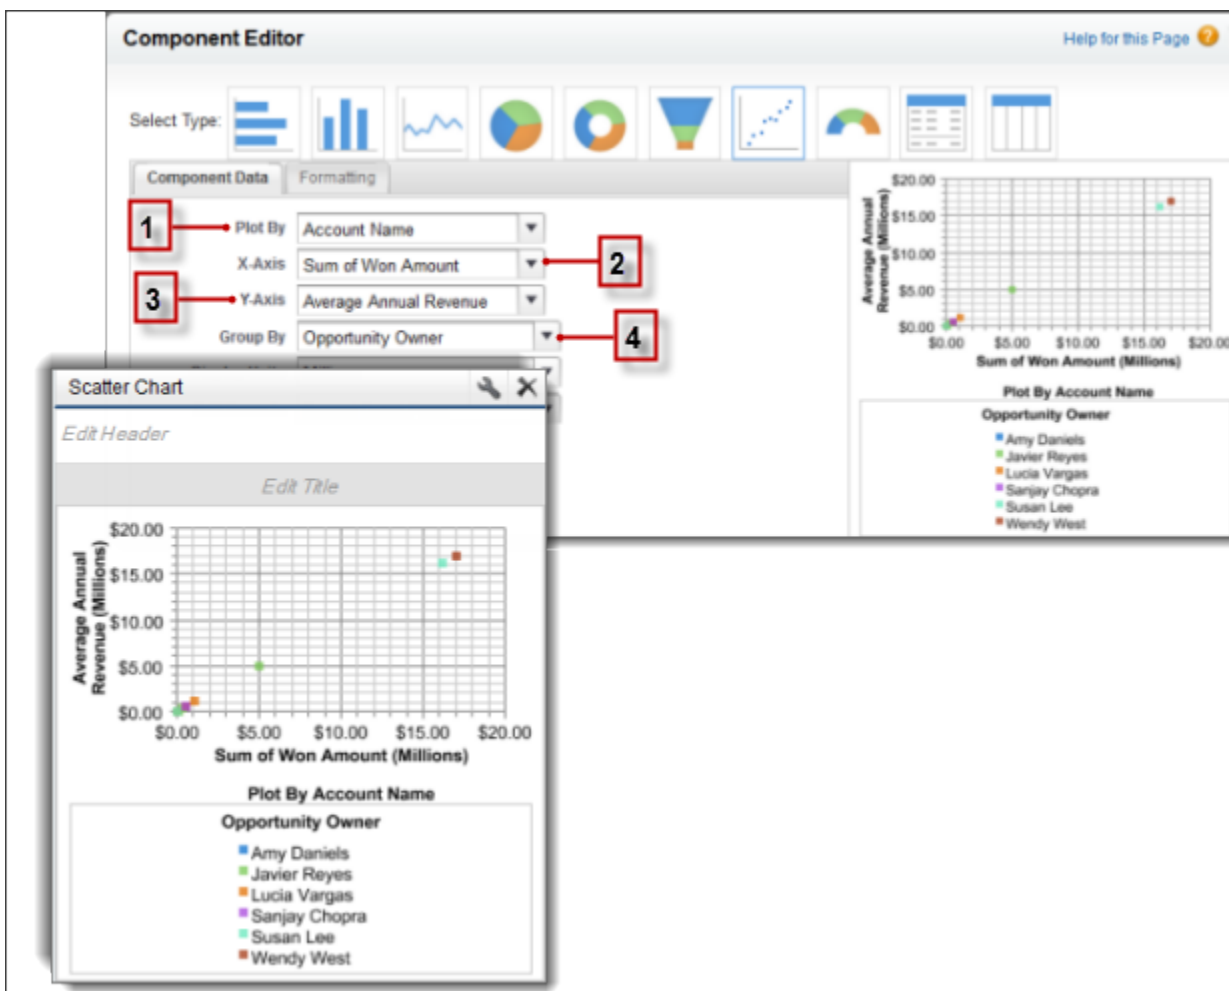 Component Editor
Help for this Page ?
Select Type:
Component Data Formatting
1 Plot By Account Name
X-Axis Sum of Won Amount 2
3 Y-Axis Average Annual Revenue
Group By Opportunity Owner 4
Average Annual
Revenue (Millions)
$20.00
$15.00
$10.00
$5.00
$0.00
$0.00 $5.00 $10.00 $15.00 $20.00
Sum of Won Amount (Millions)
Plot By Account Name
Opportunity Owner
Amy Daniels
Javier Reyes
Lucia Vargas
Sanjay Chopra
Susan Lee
Wendy West
Scatter Chart
Edit Header
Edit Title
Average Annual
Revenue (Millions)
$20.00
$15.00
$10.00
$5.00
$0.00
$0.00 $5.00 $10.00 $15.00 $20.00
Sum of Won Amount (Millions)
Plot By Account Name
Opportunity Owner
Amy Daniels
Javier Reyes
Lucia Vargas
Sanjay Chopra
Susan Lee
Wendy West